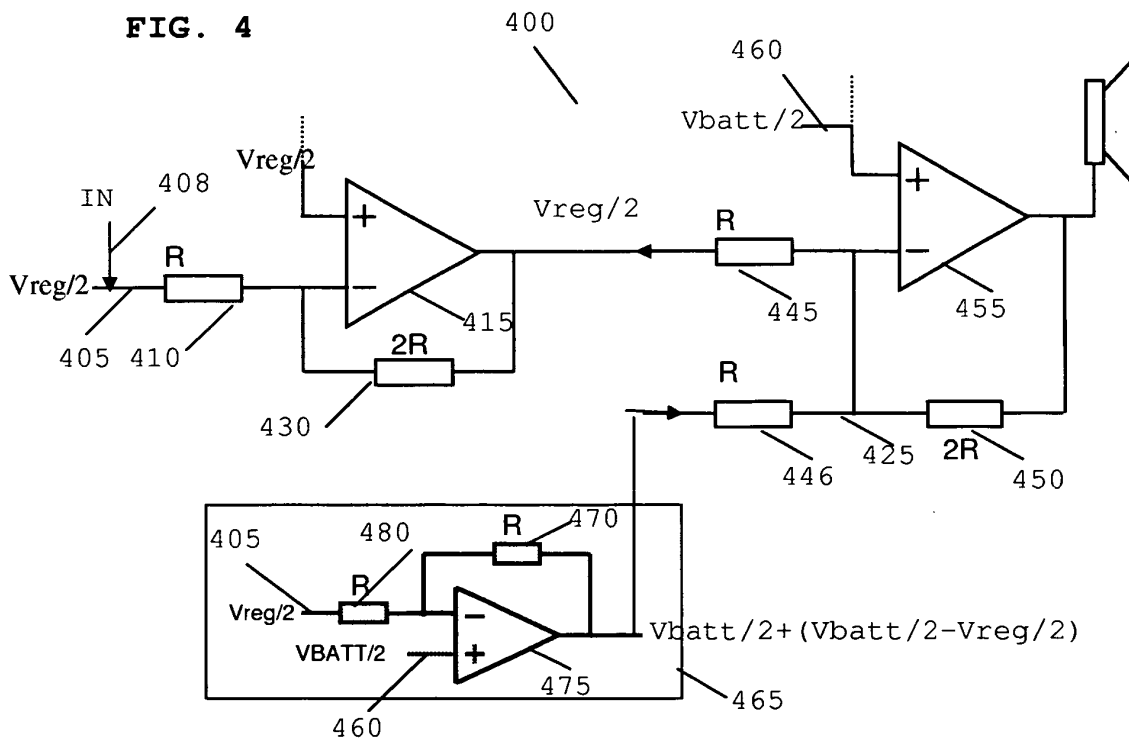 FIG. 4
400
460
Vbatt/2
Vreg/2
IN
408
Vreg/2
R
405
410
415
2R
430
Vreg/2
R
445
455
R
446
425
2R
450
405
480
R
470
R
Vreg/2
VBATT/2
460
475
Vbatt/2+(Vbatt/2-Vreg/2)
465
+
−
+
−
−
+